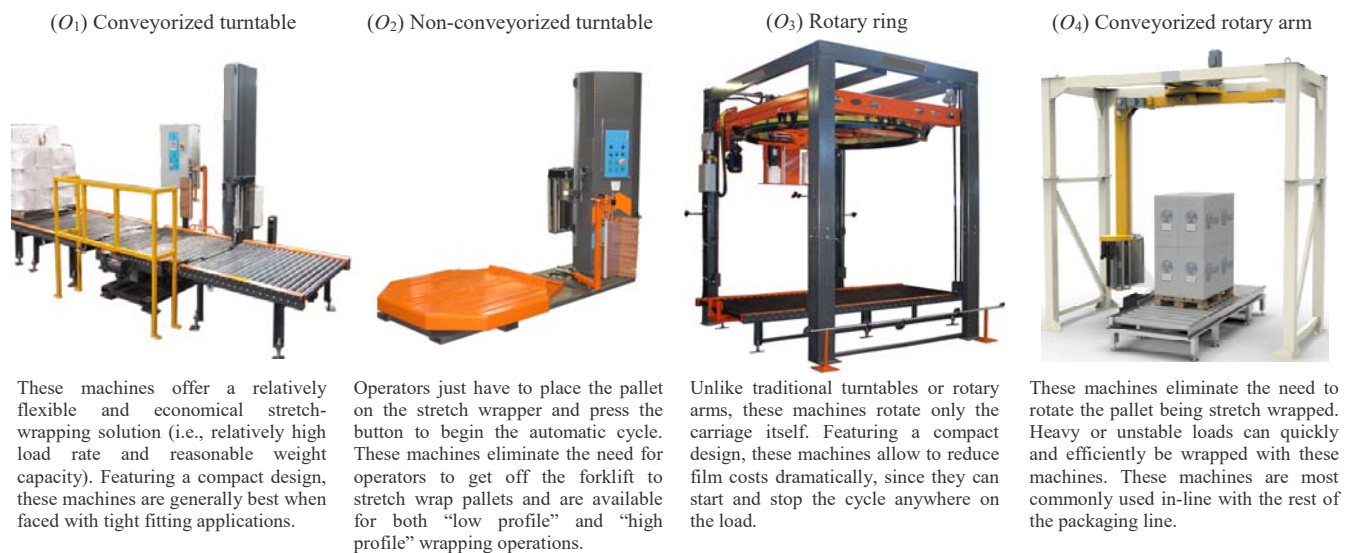 (O₁) Conveyorized turntable
(O₂) Non-conveyorized turntable
(O₃) Rotary ring
(O₄) Conveyorized rotary arm
These machines offer a relatively
flexible and economical stretch-
wrapping solution (i.e., relatively high
load rate and reasonable weight
capacity). Featuring a compact design,
these machines are generally best when
faced with tight fitting applications.
Operators just have to place the pallet
on the stretch wrapper and press the
button to begin the automatic cycle.
These machines eliminate the need for
operators to get off the forklift to
stretch wrap pallets and are available
for both “low profile” and “high
profile” wrapping operations.
Unlike traditional turntables or rotary
arms, these machines rotate only the
carriage itself. Featuring a compact
design, these machines allow to reduce
film costs dramatically, since they can
start and stop the cycle anywhere on
the load.
These machines eliminate the need to
rotate the pallet being stretch wrapped.
Heavy or unstable loads can quickly
and efficiently be wrapped with these
machines. These machines are most
commonly used in-line with the rest of
the packaging line.